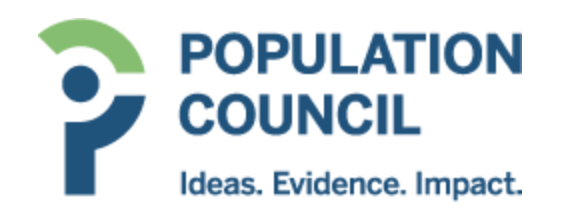 POPULATION
COUNCIL
Ideas. Evidence. Impact.